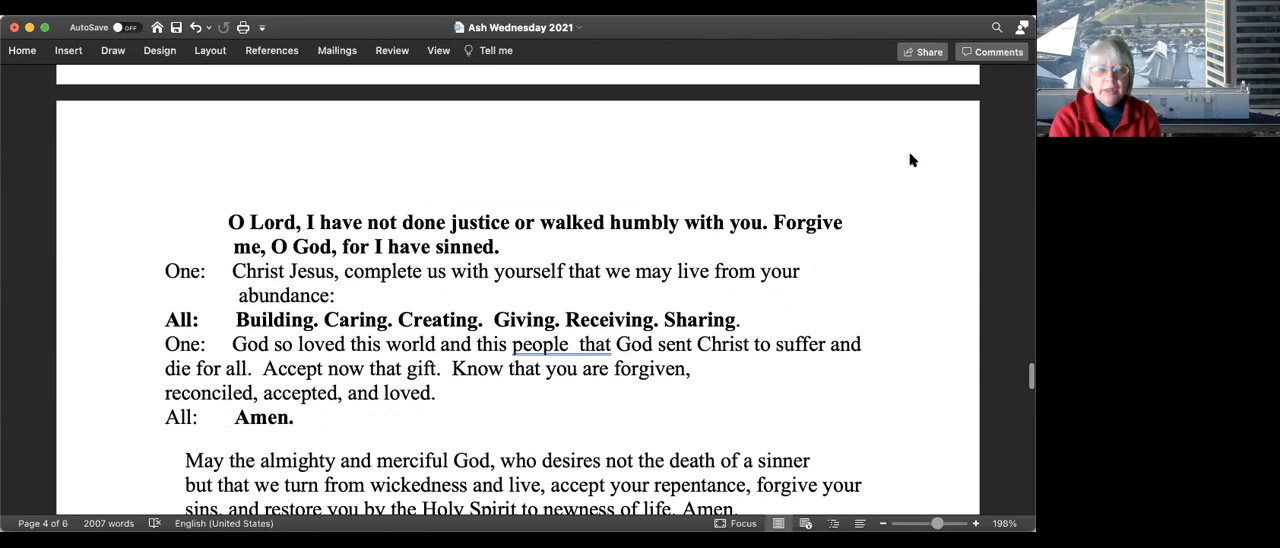 AutoSave OFF Ash Wednesday 2021
Home Insert Draw Design Layout References Mailings Review View Tell me Share Comments
O Lord, I have not done justice or walked humbly with you. Forgive
me, O God, for I have sinned.
One: Christ Jesus, complete us with yourself that we may live from your
abundance:
All: Building. Caring. Creating. Giving. Receiving. Sharing.
One: God so loved this world and this people that God sent Christ to suffer and
die for all. Accept now that gift. Know that you are forgiven,
reconciled, accepted, and loved.
All: Amen.
May the almighty and merciful God, who desires not the death of a sinner
but that we turn from wickedness and live, accept your repentance, forgive your
sins, and restore you by the Holy Spirit to newness of life. Amen.
Page 4 of 6 2007 words English (United States) Focus 198%